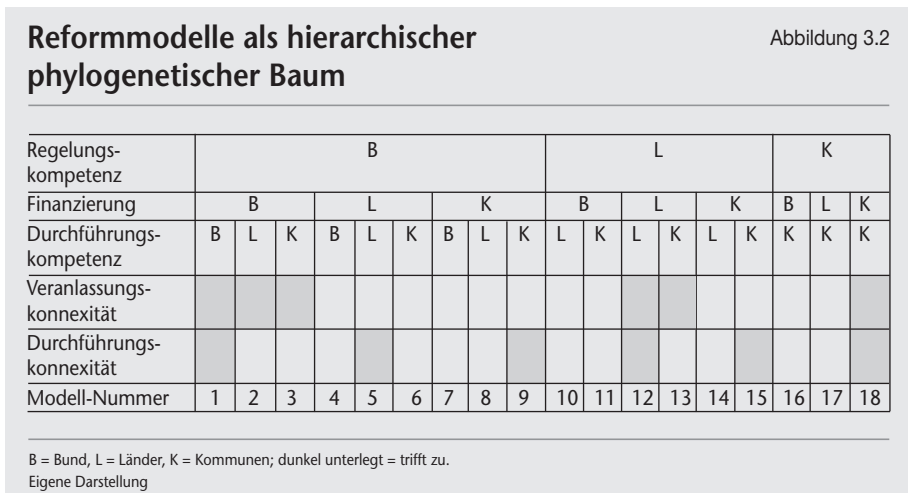 Reformmodelle als hierarchischer
phylogenetischer Baum
Abbildung 3.2
Regelungs-
kompetenz B L K
Finanzierung B L K B L K B L K
Durchführungs-
kompetenz B L K B L K B L K L K L K L K K K K
Veranlassungs-
konnexität
Durchführungs-
konnexität
Modell-Nummer 1 2 3 4 5 6 7 8 9 10 11 12 13 14 15 16 17 18
B = Bund, L = Länder, K = Kommunen; dunkel unterlegt = trifft zu.
Eigene Darstellung